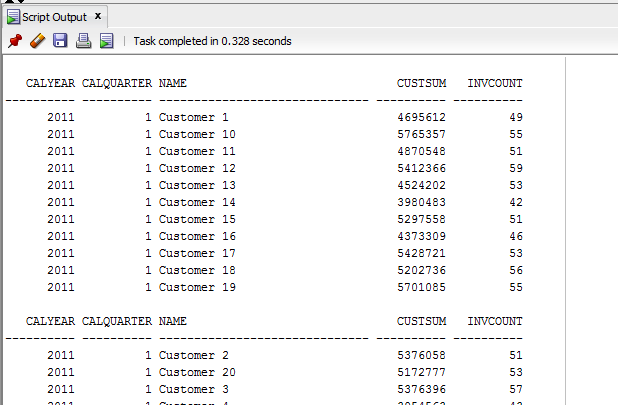 Script Output x
Task completed in 0.328 seconds
CALYEAR CALQUARTER NAME CUSTSUM INVCOUNT
---------- ---------- ------------------------------ ---------- ----------
2011 1 Customer 1 4695612 49
2011 1 Customer 10 5765357 55
2011 1 Customer 11 4870548 51
2011 1 Customer 12 5412366 59
2011 1 Customer 13 4524202 53
2011 1 Customer 14 3980483 42
2011 1 Customer 15 5297558 51
2011 1 Customer 16 4373309 46
2011 1 Customer 17 5428721 53
2011 1 Customer 18 5202736 56
2011 1 Customer 19 5701085 55
CALYEAR CALQUARTER NAME CUSTSUM INVCOUNT
---------- ---------- ------------------------------ ---------- ----------
2011 1 Customer 2 5376058 51
2011 1 Customer 20 5172777 53
2011 1 Customer 3 5376396 57
2011 1 Customer